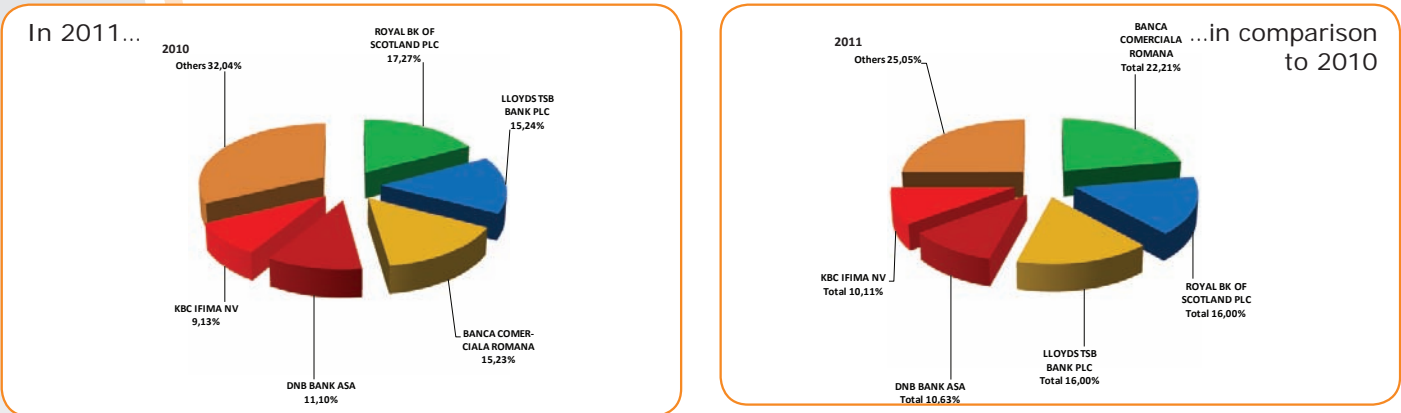 In 2011...
2010
Others 32,04%
ROYAL BK OF
SCOTLAND PLC
17,27%
LLOYDS TSB
BANK PLC
15,24%
BANCA COMER-
CIALA ROMANA
15,23%
DNB BANK ASA
11,10%
KBC IFIMA NV
9,13%
...in comparison
to 2010
2011
Others 25,05%
BANCA
COMERCIALA
ROMANA
Total 22,21%
ROYAL BK OF
SCOTLAND PLC
Total 16,00%
LLOYDS TSB
BANK PLC
Total 16,00%
DNB BANK ASA
Total 10,63%
KBC IFIMA NV
Total 10,11%